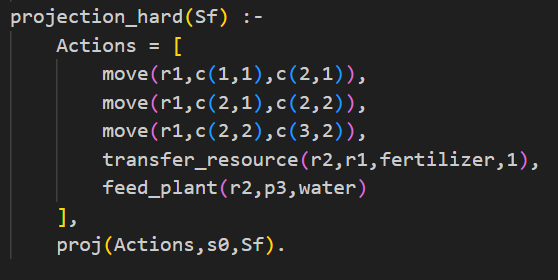 projection_hard(Sf) :-
    Actions = [
        move(r1,c(1,1),c(2,1)),
        move(r1,c(2,1),c(2,2)),
        move(r1,c(2,2),c(3,2)),
        transfer_resource(r2,r1,fertilizer,1),
        feed_plant(r2,p3,water)
    ],
    proj(Actions,s0,Sf).